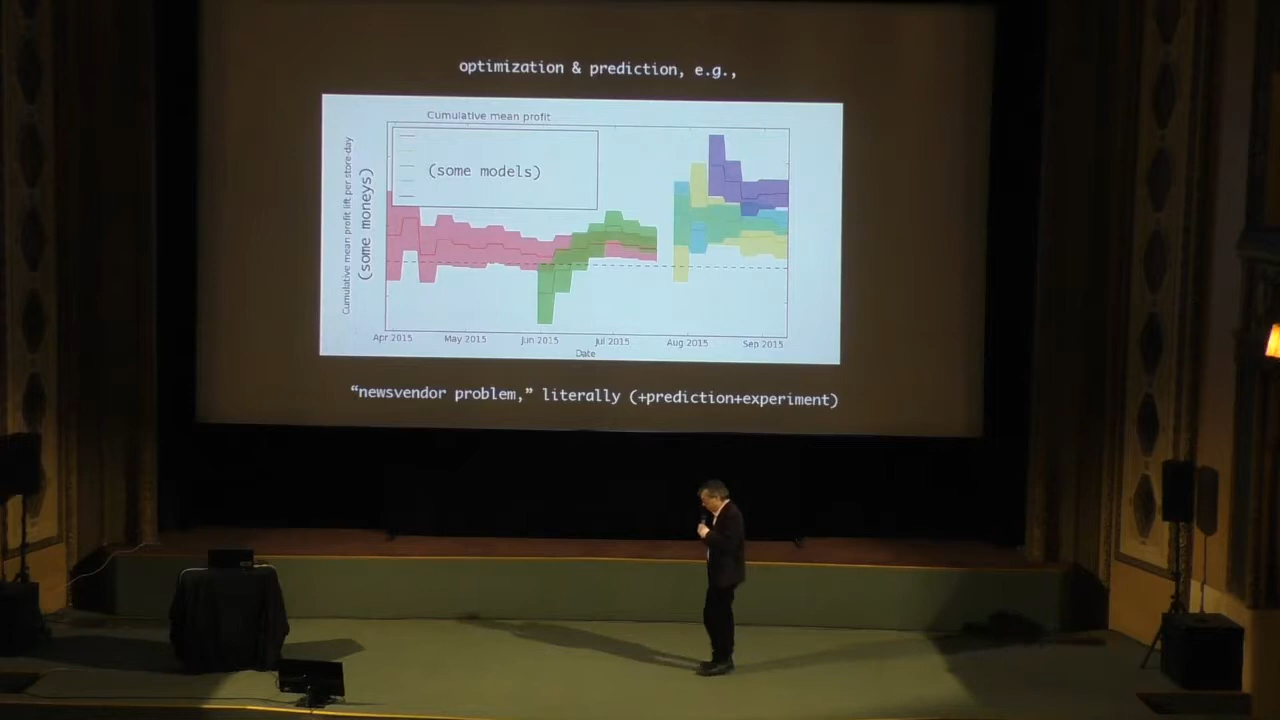 optimization & prediction, e.g.,
Cumulative mean profit
(some models)
Cumulative mean profit lift per store-day
(some moneys)
Apr 2015
May 2015
Jun 2015
Jul 2015
Aug 2015
Sep 2015
Date
“newsvendor problem,” literally (+prediction+experiment)